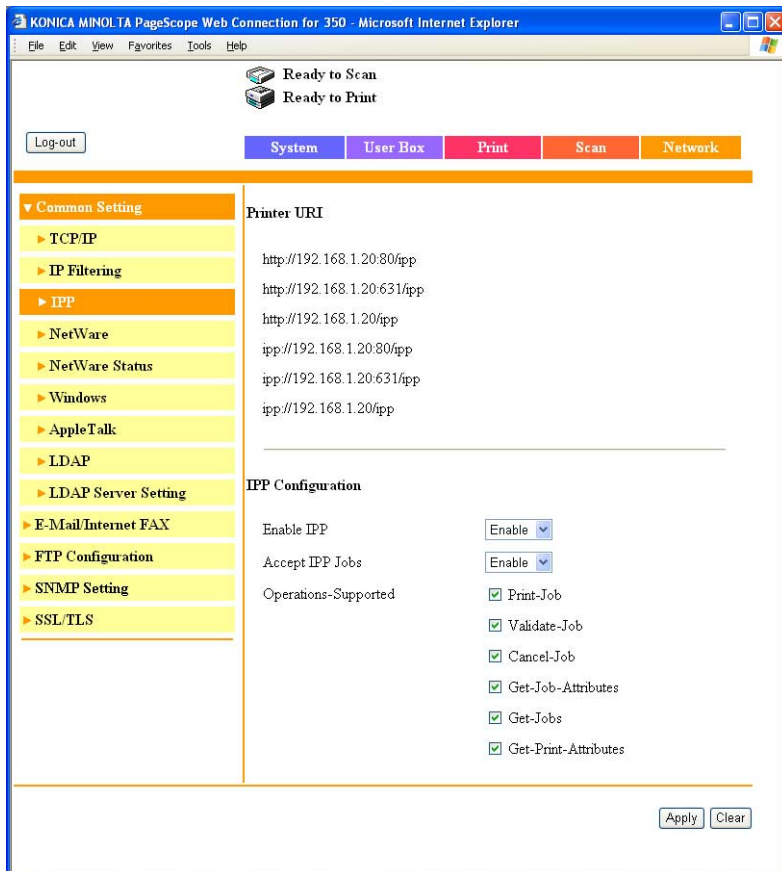 KONICA MINOLTA PageScope Web Connection for 350 - Microsoft Internet Explorer
File Edit View Favorites Tools Help
Ready to Scan
Ready to Print
Log-out
System User Box Print Scan Network
Common Setting
TCP/IP
IP Filtering
IPP
NetWare
NetWare Status
Windows
AppleTalk
LDAP
LDAP Server Setting
E-Mail/Internet FAX
FTP Configuration
SNMP Setting
SSL/TLS
Printer URI
http://192.168.1.20:80/ipp
http://192.168.1.20:631/ipp
http://192.168.1.20/ipp
ipp://192.168.1.20:80/ipp
ipp://192.168.1.20:631/ipp
ipp://192.168.1.20/ipp
IPP Configuration
Enable IPP Enable
Accept IPP Jobs Enable
Operations-Supported Print-Job
Validate-Job
Cancel-Job
Get-Job-Attributes
Get-Jobs
Get-Print-Attributes
Apply Clear